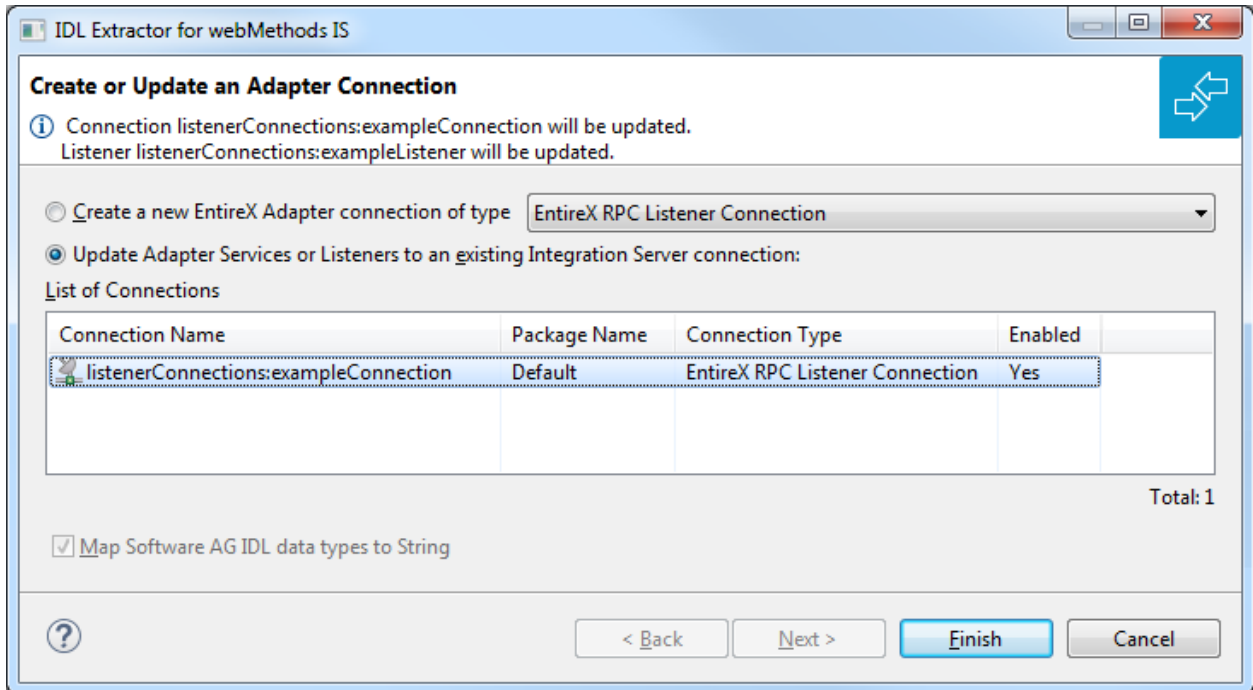 IDL Extractor for webMethods IS
Create or Update an Adapter Connection
Connection listenerConnections:exampleConnection will be updated.
Listener listenerConnections:exampleListener will be updated.
Create a new EntireX Adapter connection of type EntireX RPC Listener Connection
Update Adapter Services or Listeners to an existing Integration Server connection:
List of Connections
Connection Name Package Name Connection Type Enabled
listenerConnections:exampleConnection Default EntireX RPC Listener Connection Yes
Total: 1
Map Software AG IDL data types to String
? < Back Next > Finish Cancel